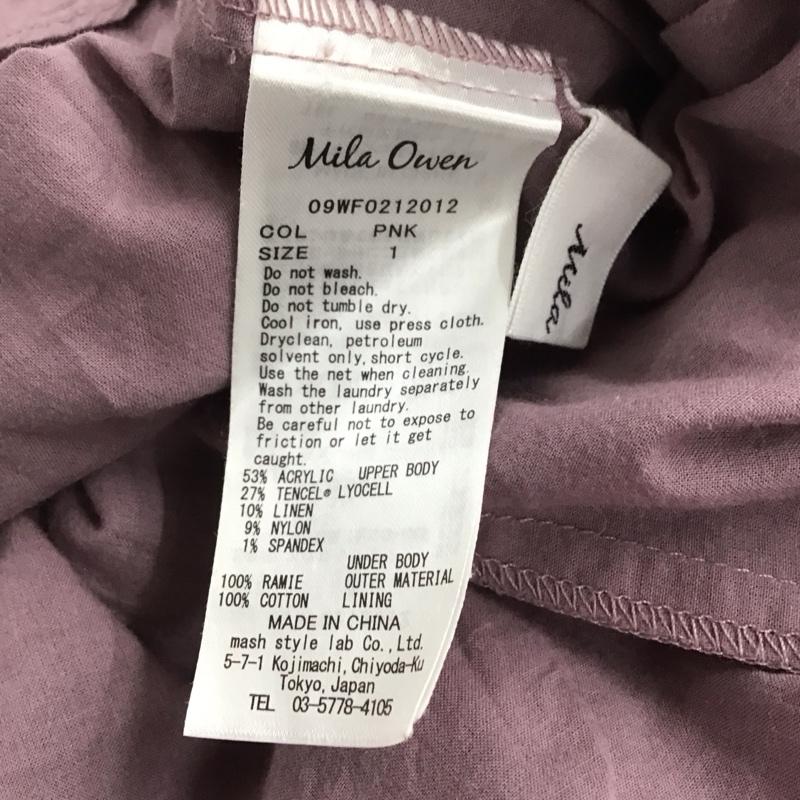 Mila Owen
09WF0212012
COL PNK
SIZE 1
Do not wash.
Do not bleach.
Do not tumble dry.
Cool iron, use press cloth.
Dryclean, petroleum
solvent only, short cycle.
Use the net when cleaning.
Wash the laundry separately
from other laundry.
Be careful not to expose to
friction or let it get
caught.
53% ACRYLIC UPPER BODY
27% TENCEL® LYOCELL
10% LINEN
9% NYLON
1% SPANDEX
UNDER BODY
100% RAMIE OUTER MATERIAL
100% COTTON LINING
MADE IN CHINA
mash style lab Co.,Ltd.
5-7-1 Kojimachi, Chiyoda-Ku
Tokyo, Japan
TEL 03-5778-4105
Mila